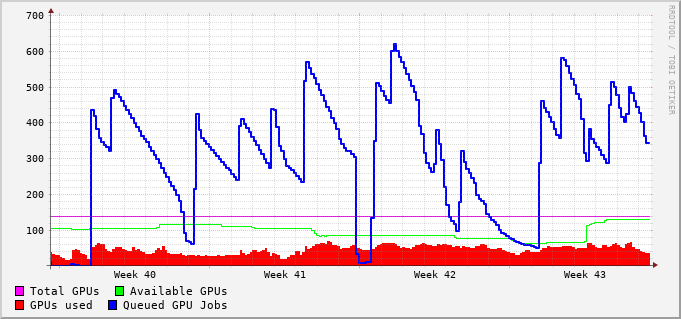 700
600
500
400
300
200
100
Week 40 Week 41 Week 42 Week 43
Total GPUs Available GPUs
GPUs used Queued GPU Jobs
RRDTOOL / TOBI OETIKER